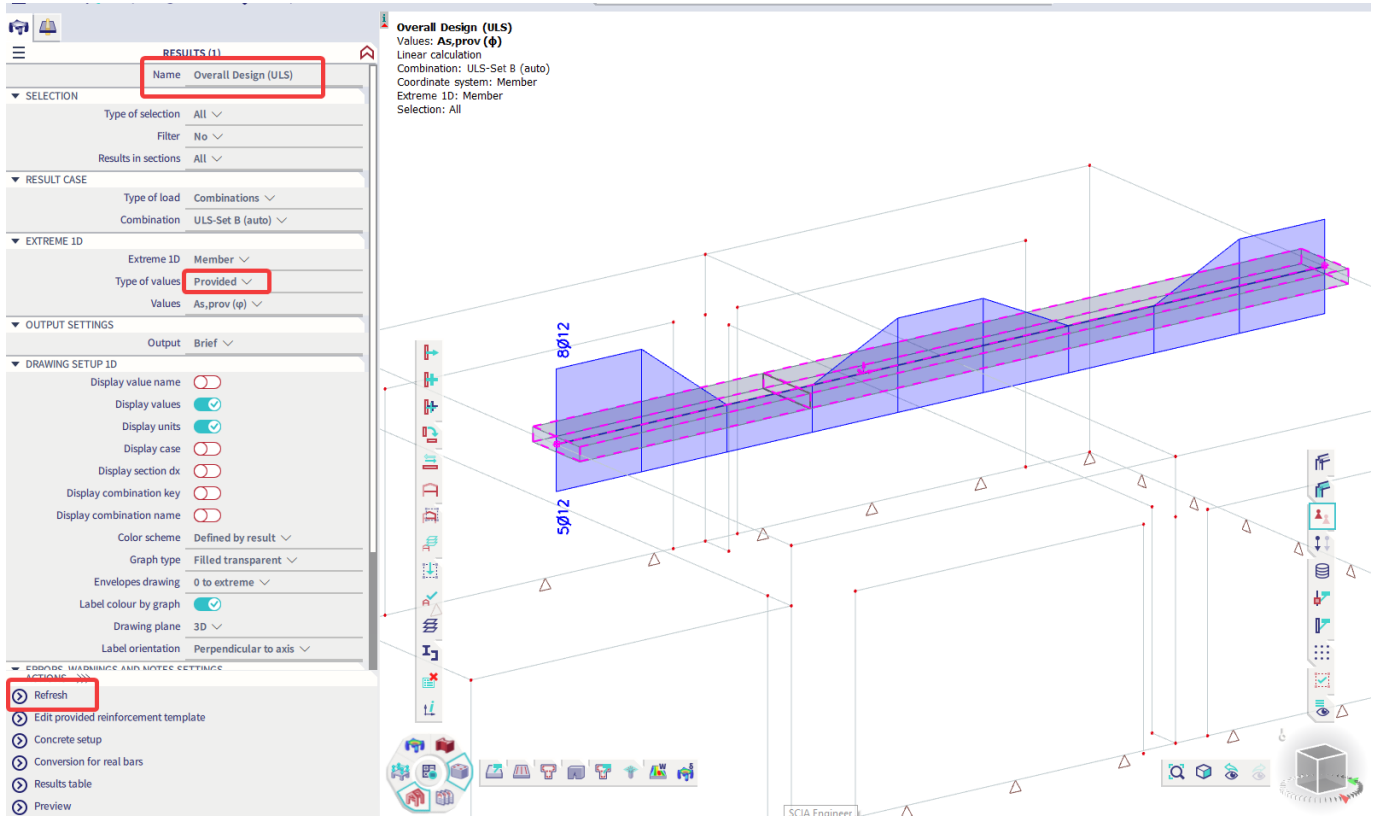 RESULTS (1)
Name Overall Design (ULS)
SELECTION
Type of selection All
Filter No
Results in sections All
RESULT CASE
Type of load Combinations
Combination ULS-Set B (auto)
EXTREME 1D
Extreme 1D Member
Type of values Provided
Values As,prov (φ)
OUTPUT SETTINGS
Output Brief
DRAWING SETUP 1D
Display value name
Display values
Display units
Display case
Display section dx
Display combination key
Display combination name
Color scheme Defined by result
Graph type Filled transparent
Envelopes drawing 0 to extreme
Label colour by graph
Drawing plane 3D
Label orientation Perpendicular to axis
ERRORS, WARNINGS AND NOTES SETTINGS
ACTIONS >>>
Refresh
Edit provided reinforcement template
Concrete setup
Conversion for real bars
Results table
Preview
Overall Design (ULS)
Values: As,prov (ϕ)
Linear calculation
Combination: ULS-Set B (auto)
Coordinate system: Member
Extreme 1D: Member
Selection: All
8Ø12
5Ø12
SCIA Engineer